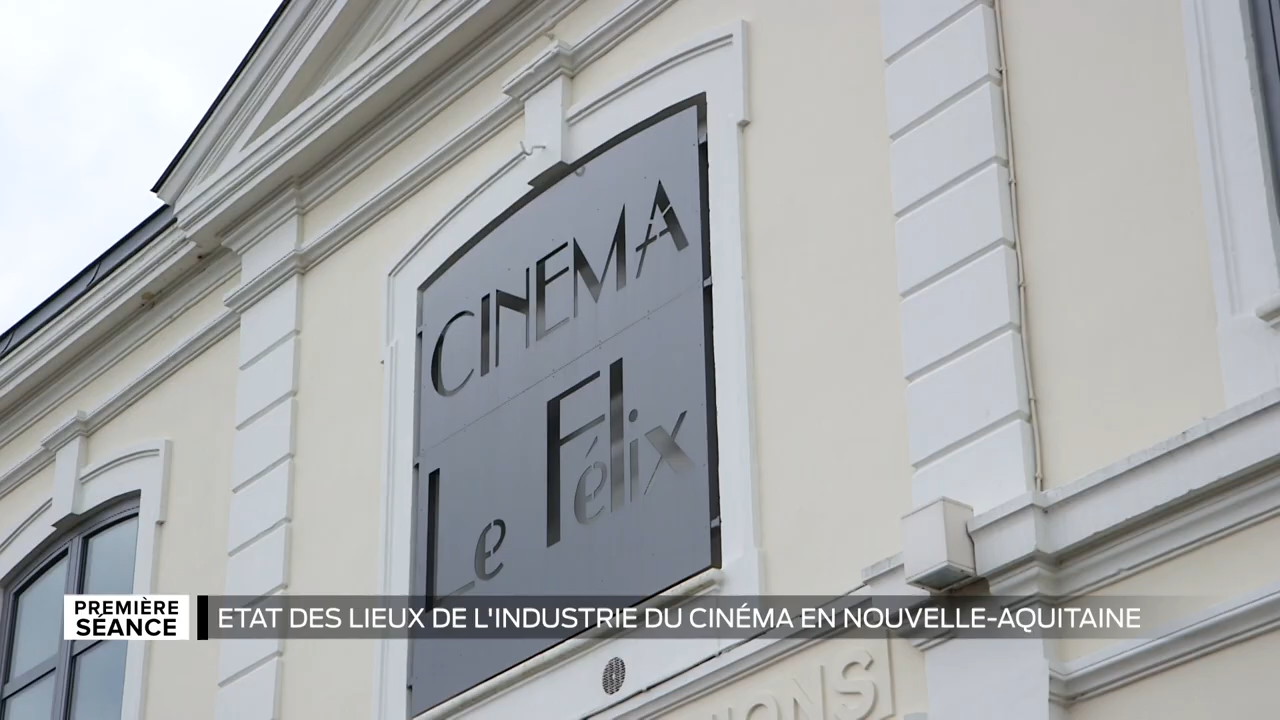 CINEMA
Le Félix
PREMIÈRE
SÉANCE
ETAT DES LIEUX DE L'INDUSTRIE DU CINÉMA EN NOUVELLE-AQUITAINE